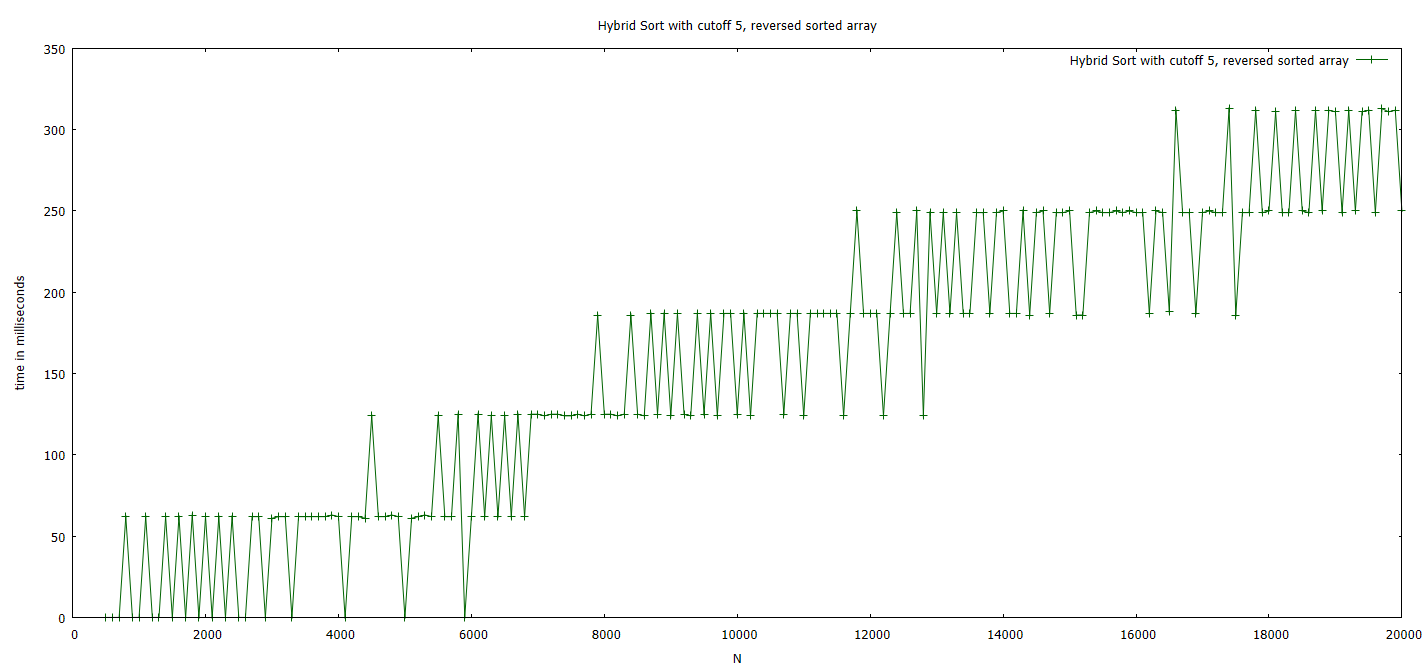 Hybrid Sort with cutoff 5, reversed sorted array
Hybrid Sort with cutoff 5, reversed sorted array
350
300
250
200
150
100
50
0
time in milliseconds
0 2000 4000 6000 8000 10000 12000 14000 16000 18000 20000
N